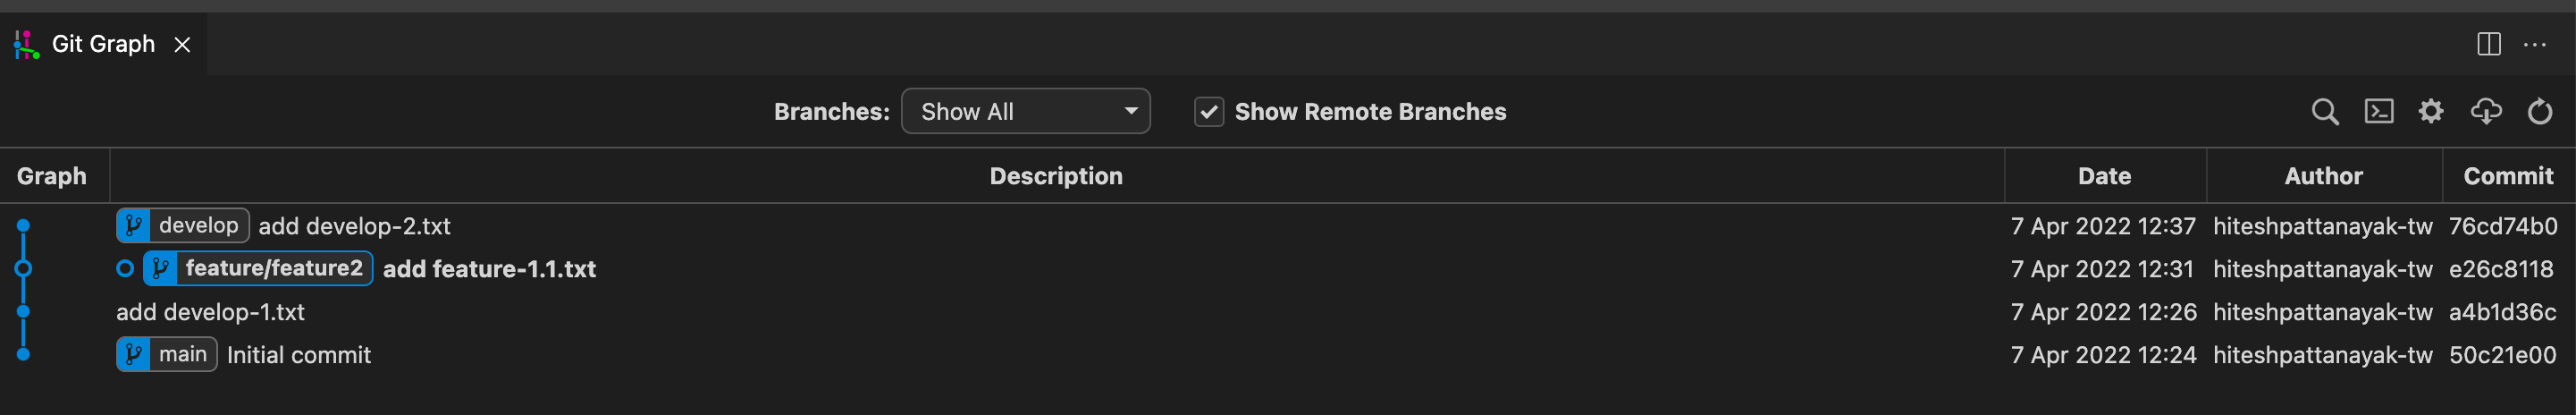 Git Graph
Branches: Show All Show Remote Branches
Graph Description Date Author Commit
develop add develop-2.txt 7 Apr 2022 12:37 hiteshpattanayak-tw 76cd74b0
feature/feature2 add feature-1.1.txt 7 Apr 2022 12:31 hiteshpattanayak-tw e26c8118
add develop-1.txt 7 Apr 2022 12:26 hiteshpattanayak-tw a4b1d36c
main Initial commit 7 Apr 2022 12:24 hiteshpattanayak-tw 50c21e00